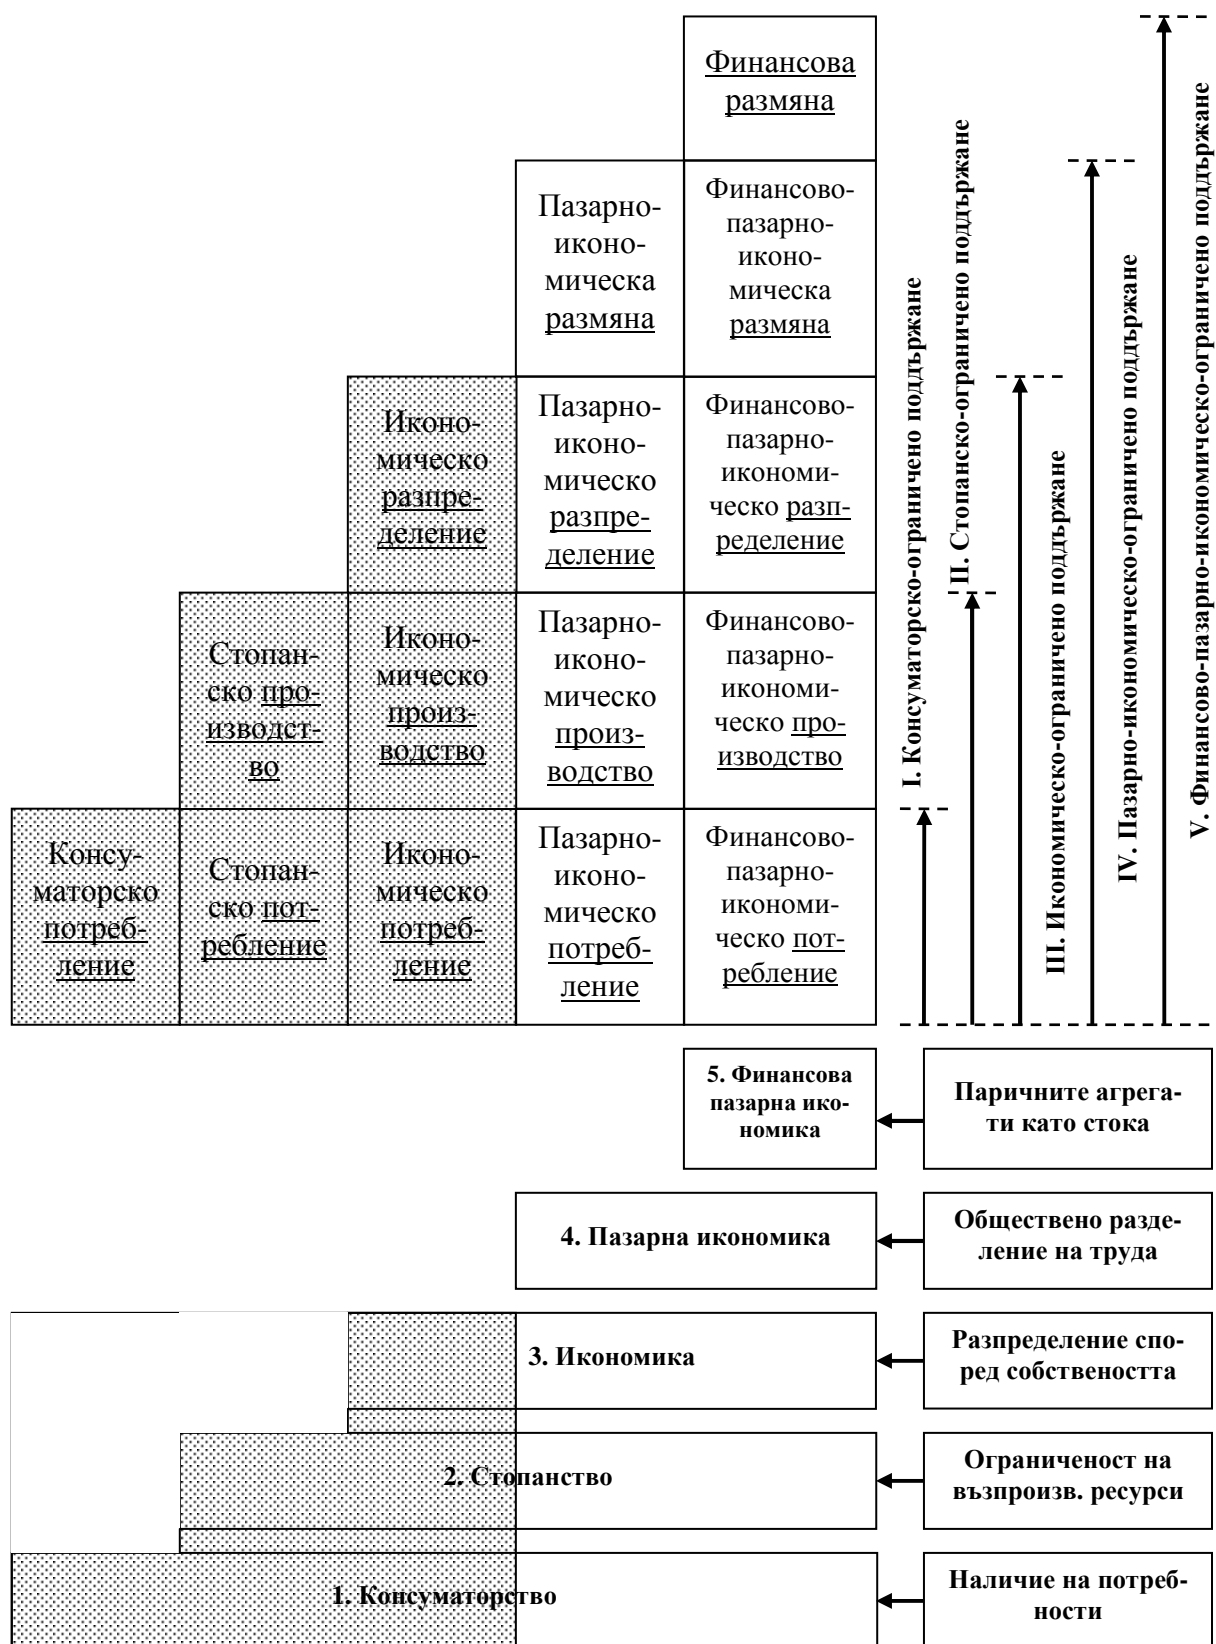 Финансова
размяна
Пазарно-
иконо-
мическа
размяна
Финансово-
пазарно-
иконо-
мическа
размяна
Иконо-
мическо
разпре-
деление
Пазарно-
иконо-
мическо
разпре-
деление
Финансово-
пазарно-
икономи-
ческо разп-
ределение
Стопан-
ско про-
изводст-
во
Иконо-
мическо
произ-
водство
Пазарно-
иконо-
мическо
произ-
водство
Финансово-
пазарно-
икономи-
ческо про-
изводство
Консу-
маторско
потреб-
ление
Стопан-
ско пот-
ребление
Иконо-
мическо
потреб-
ление
Пазарно-
иконо-
мическо
потреб-
ление
Финансово-
пазарно-
икономи-
ческо пот-
ребление
I. Консуматорско-ограничено поддържане
II. Стопанско-ограничено поддържане
III. Икономическо-ограничено поддържане
IV. Пазарно-икономическо-ограничено поддържане
V. Финансово-пазарно-икономическо-ограничено поддържане
5. Финансова
пазарна ико-
номика
Паричните агрега-
ти като стока
4. Пазарна икономика
Обществено разде-
ление на труда
3. Икономика
Разпределение спо-
ред собствеността
2. Стопанство
Ограниченост на
възпроизв. ресурси
1. Консуматорство
Наличие на потреб-
ности